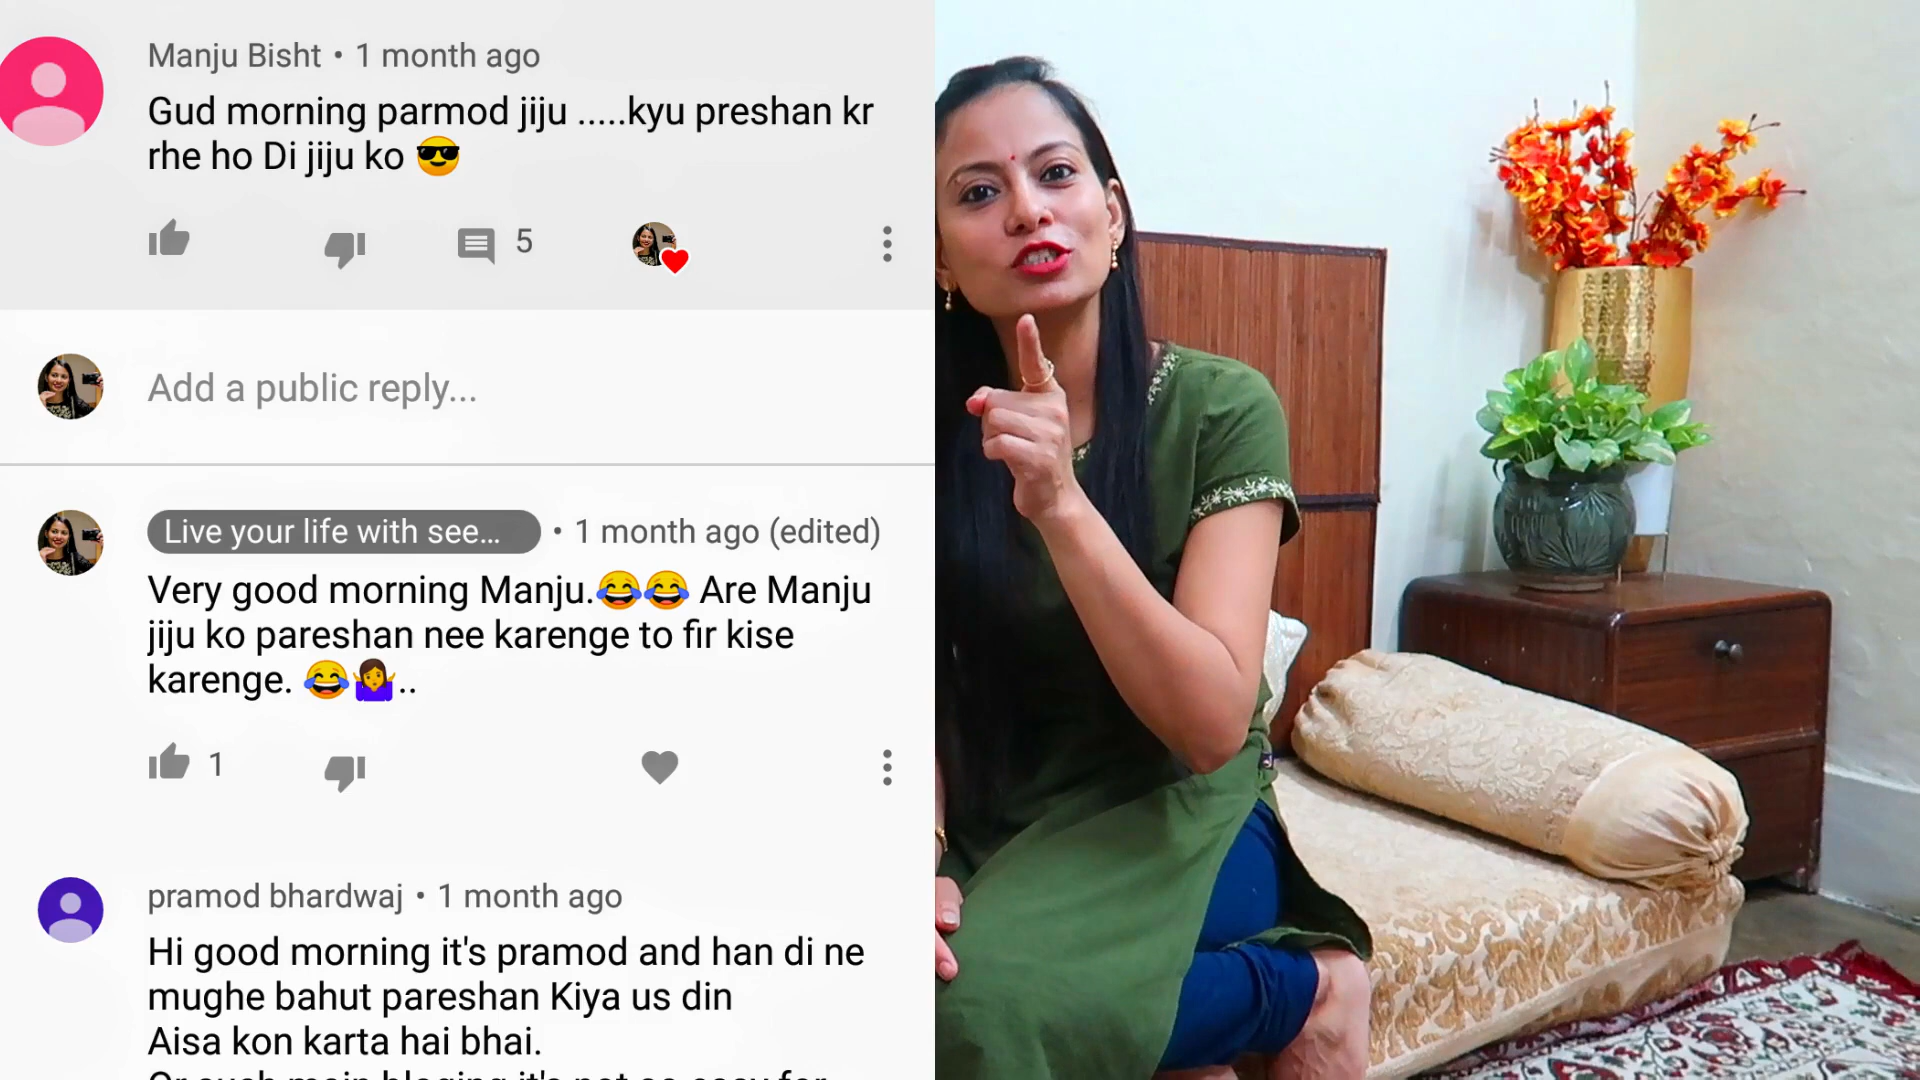 Manju Bisht • 1 month ago
Gud morning parmod jiju .....kyu preshan kr
rhe ho Di jiju ko 😎
5
Add a public reply...
Live your life with see... • 1 month ago (edited)
Very good morning Manju.😂😂 Are Manju
jiju ko pareshan nee karenge to fir kise
karenge. 😂🤷‍♀️..
1
pramod bhardwaj • 1 month ago
Hi good morning it's pramod and han di ne
mughe bahut pareshan Kiya us din
Aisa kon karta hai bhai.